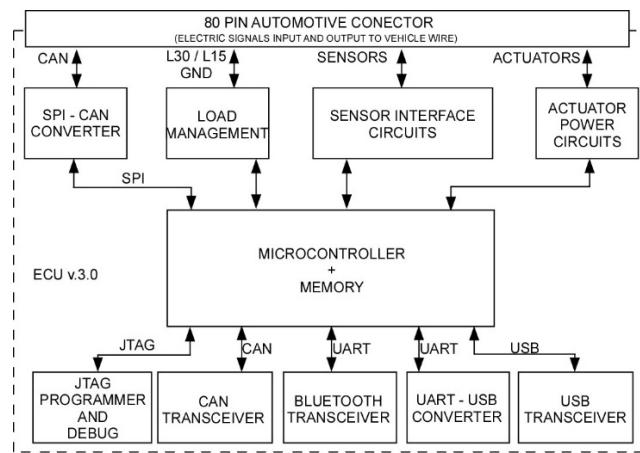 80 PIN AUTOMOTIVE CONECTOR
(ELECTRIC SIGNALS INPUT AND OUTPUT TO VEHICLE WIRE)
CAN
L30 / L15
GND
SENSORS
ACTUATORS
SPI - CAN
CONVERTER
LOAD
MANAGEMENT
SENSOR INTERFACE
CIRCUITS
ACTUATOR
POWER
CIRCUITS
SPI
MICROCONTROLLER
+
MEMORY
ECU v.3.0
JTAG
CAN
UART
UART
USB
JTAG
PROGRAMMER
AND
DEBUG
CAN
TRANSCEIVER
BLUETOOTH
TRANSCEIVER
UART - USB
CONVERTER
USB
TRANSCEIVER